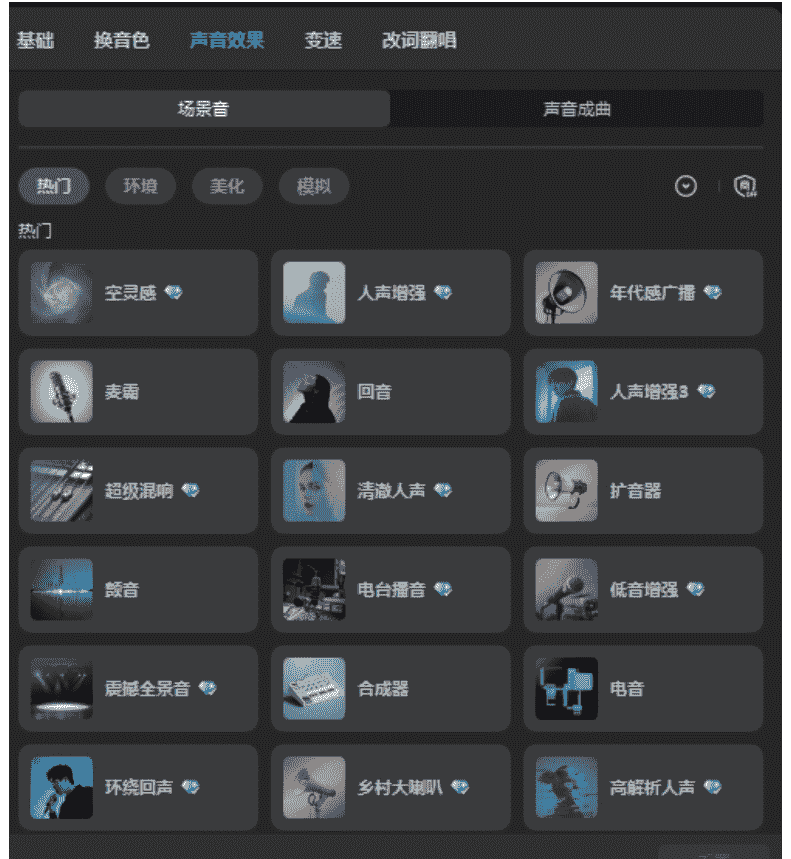 基础 换音色 声音效果 变速 改词翻唱
场景音 声音成曲
热门 环境 美化 模拟
热门
空灵感 人声增强 年代感广播
麦霸 回音 人声增强3
超级混响 清澈人声 扩音器
颤音 电台播音 低音增强
震撼全景音 合成器 电音
环绕回声 乡村大喇叭 高解析人声